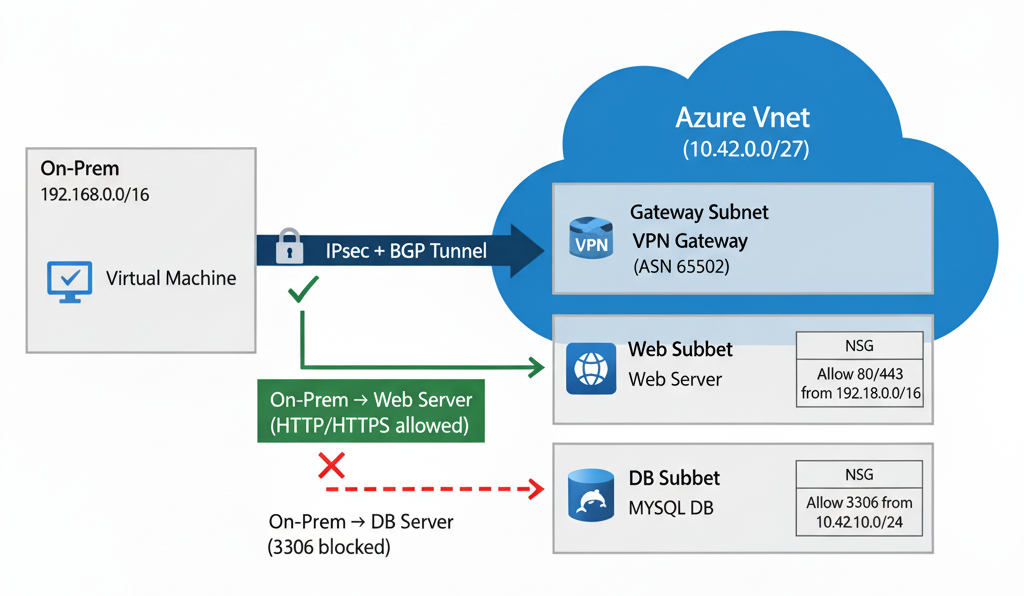 Azure Vnet
(10.42.0.0/27)
On-Prem
192.168.0.0/16
Virtual Machine
IPsec + BGP Tunnel
Gateway Subnet
VPN
VPN Gateway
(ASN 65502)
Web Subbet
Web Server
NSG
Allow 80/443
from 192.18.0.0/16
On-Prem → Web Server
(HTTP/HTTPS allowed)
DB Subbet
MYSQL DB
NSG
Allow 3306 from
10.42.10.0/24
On-Prem → DB Server
(3306 blocked)